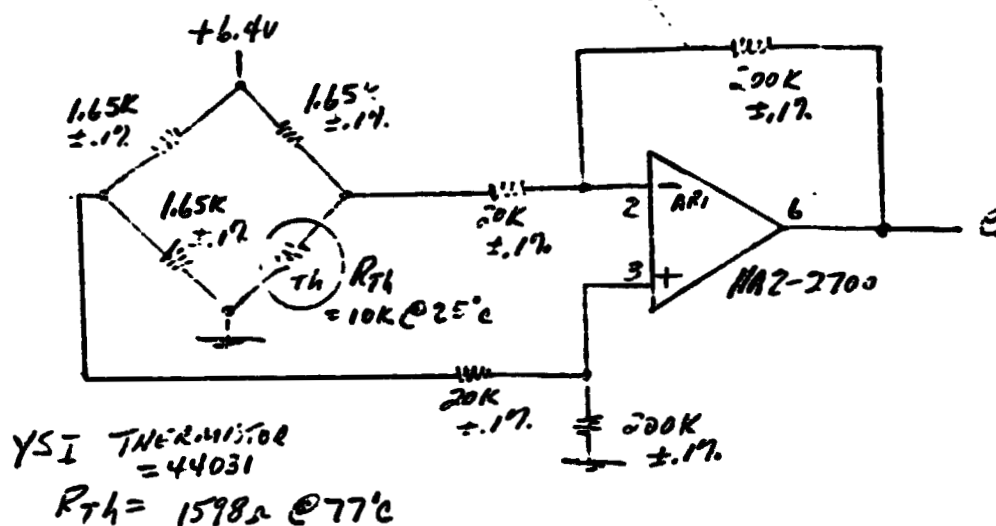 +6.4V
1.65K
±.1%
1.65K
±.1%
1.65K
±.1%
Th
RTh
=10K@25°C
20K
±.1%
200K
±.1%
2
-
AR1
6
3
+
HA2-2700
e
20K
±.1%
200K
±.1%
YSI THERMISTOR
=44031
RTh= 1598Ω @77°C